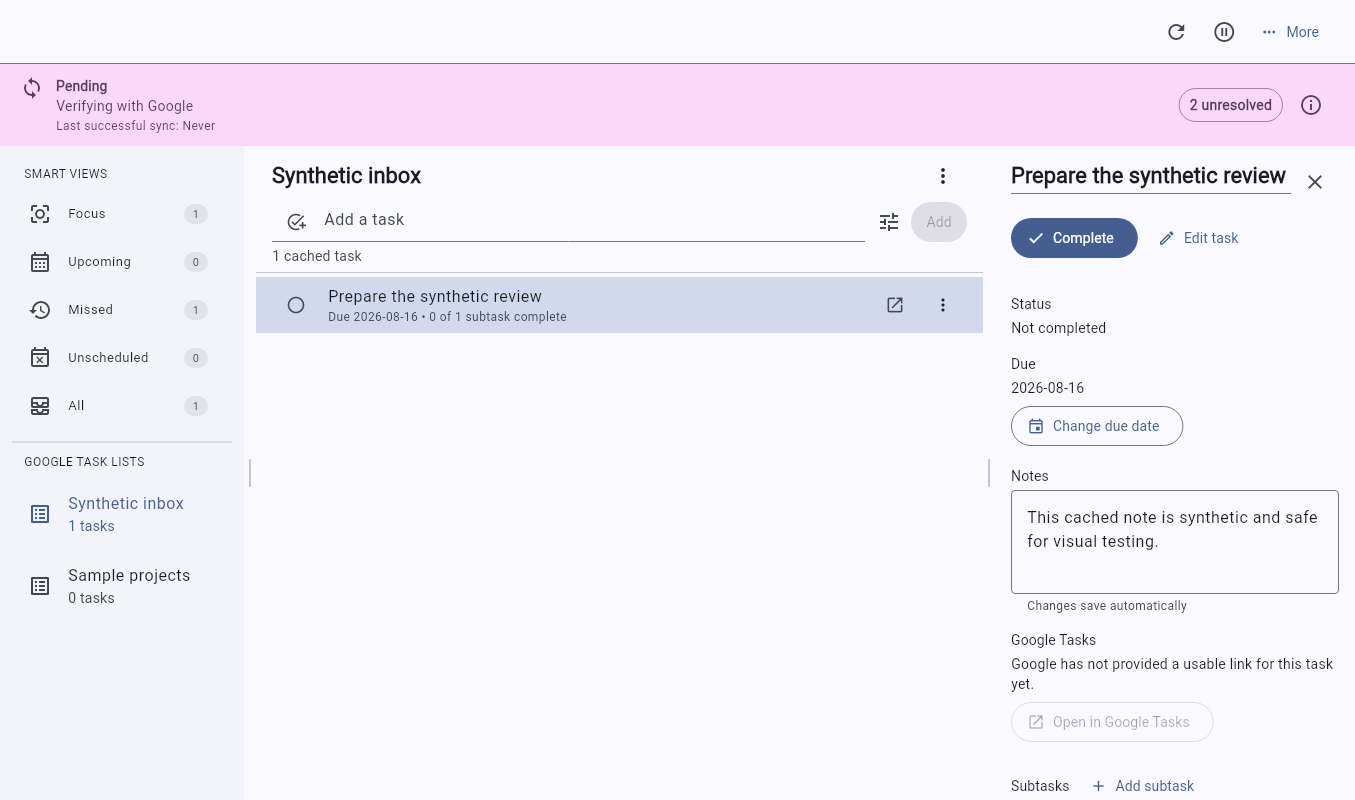 More
Pending
Verifying with Google
Last successful sync: Never
2 unresolved
SMART VIEWS
Focus
1
Upcoming
0
Missed
1
Unscheduled
0
All
1
GOOGLE TASK LISTS
Synthetic inbox
1 tasks
Sample projects
0 tasks
Synthetic inbox
Add a task
Add
1 cached task
Prepare the synthetic review
Due 2026-08-16 • 0 of 1 subtask complete
Prepare the synthetic review
Complete
Edit task
Status
Not completed
Due
2026-08-16
Change due date
Notes
This cached note is synthetic and safe
for visual testing.
Changes save automatically
Google Tasks
Google has not provided a usable link for this task
yet.
Open in Google Tasks
Subtasks
Add subtask